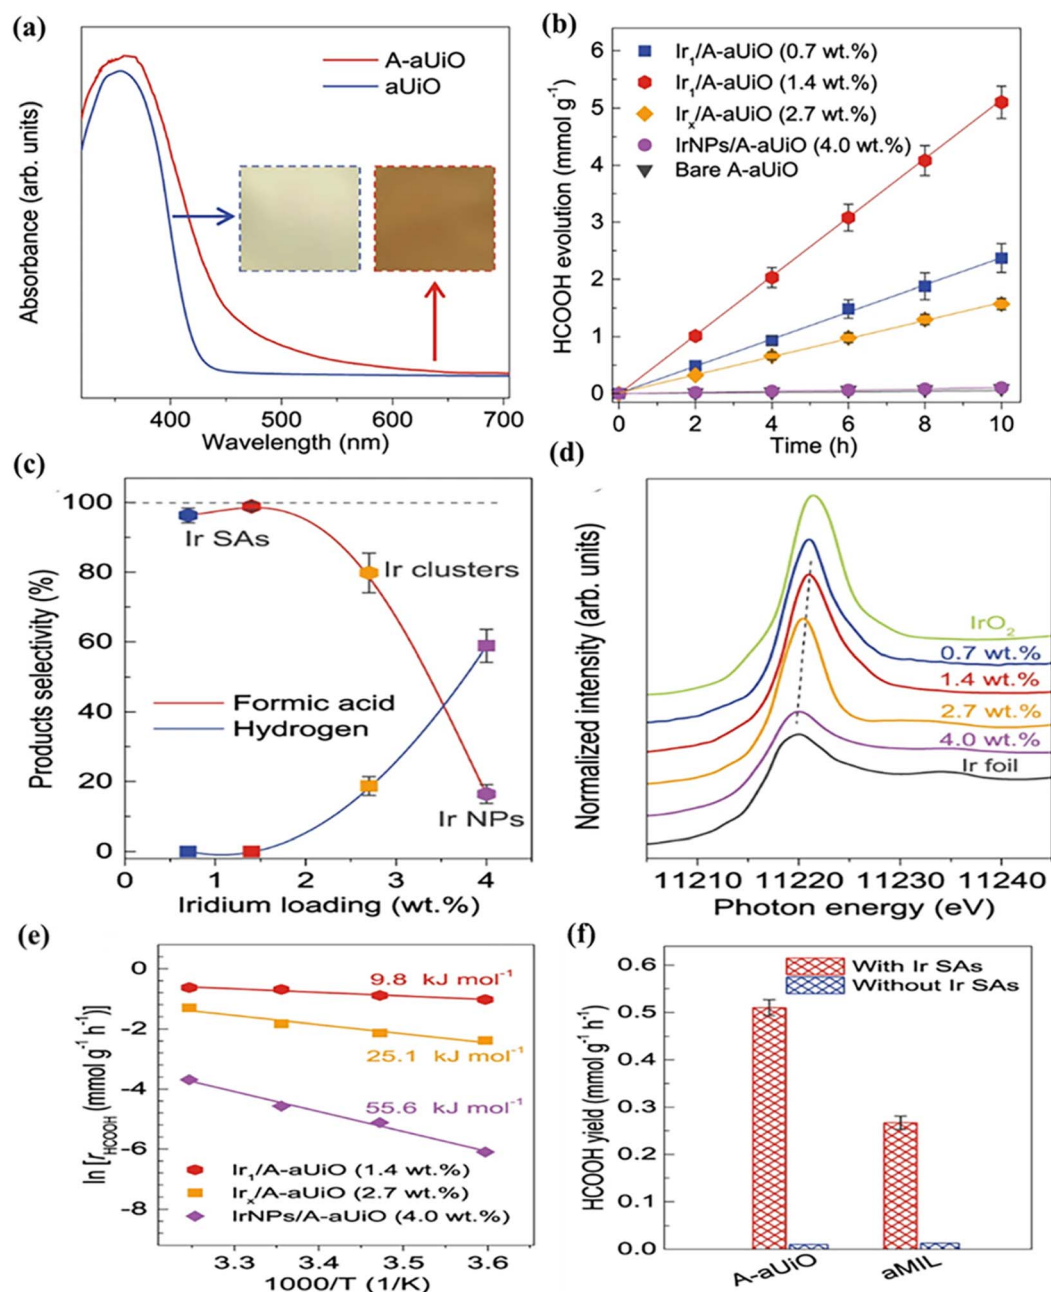 (a)
A-aUiO
aUiO
Absorbance (arb. units)
400 500 600 700
Wavelength (nm)
(b)
Ir₁/A-aUiO (0.7 wt.%)
Ir₁/A-aUiO (1.4 wt.%)
Irₓ/A-aUiO (2.7 wt.%)
IrNPs/A-aUiO (4.0 wt.%)
Bare A-aUiO
HCOOH evolution (mmol g⁻¹)
6
5
4
3
2
1
0
0 2 4 6 8 10
Time (h)
(c)
Products selectivity (%)
100
80
60
40
20
0
Ir SAs
Ir clusters
Formic acid
Hydrogen
Ir NPs
0 1 2 3 4
Iridium loading (wt.%)
(d)
Normalized intensity (arb. units)
IrO₂
0.7 wt.%
1.4 wt.%
2.7 wt.%
4.0 wt.%
Ir foil
11210 11220 11230 11240
Photon energy (eV)
(e)
ln [r_HCOOH (mmol g⁻¹ h⁻¹)]
0
-2
-4
-6
-8
9.8 kJ mol⁻¹
25.1 kJ mol⁻¹
55.6 kJ mol⁻¹
Ir₁/A-aUiO (1.4 wt.%)
Irₓ/A-aUiO (2.7 wt.%)
IrNPs/A-aUiO (4.0 wt.%)
3.3 3.4 3.5 3.6
1000/T (1/K)
(f)
HCOOH yield (mmol g⁻¹ h⁻¹)
0.6
0.5
0.4
0.3
0.2
0.1
0.0
With Ir SAs
Without Ir SAs
A-aUiO aMIL